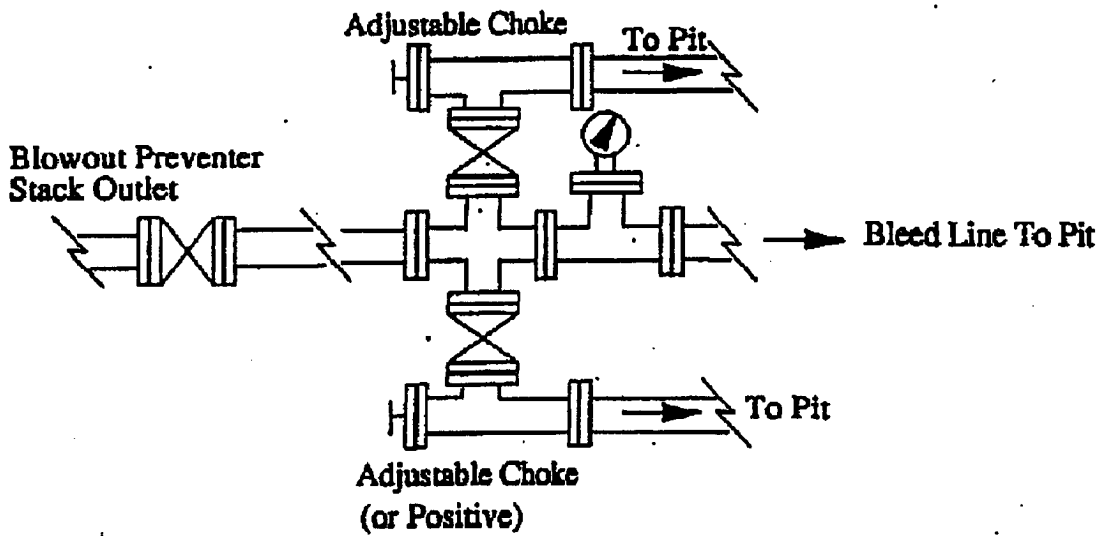 Adjustable Choke
To Pit
Blowout Preventer
Stack Outlet
Bleed Line To Pit
To Pit
Adjustable Choke
(or Positive)